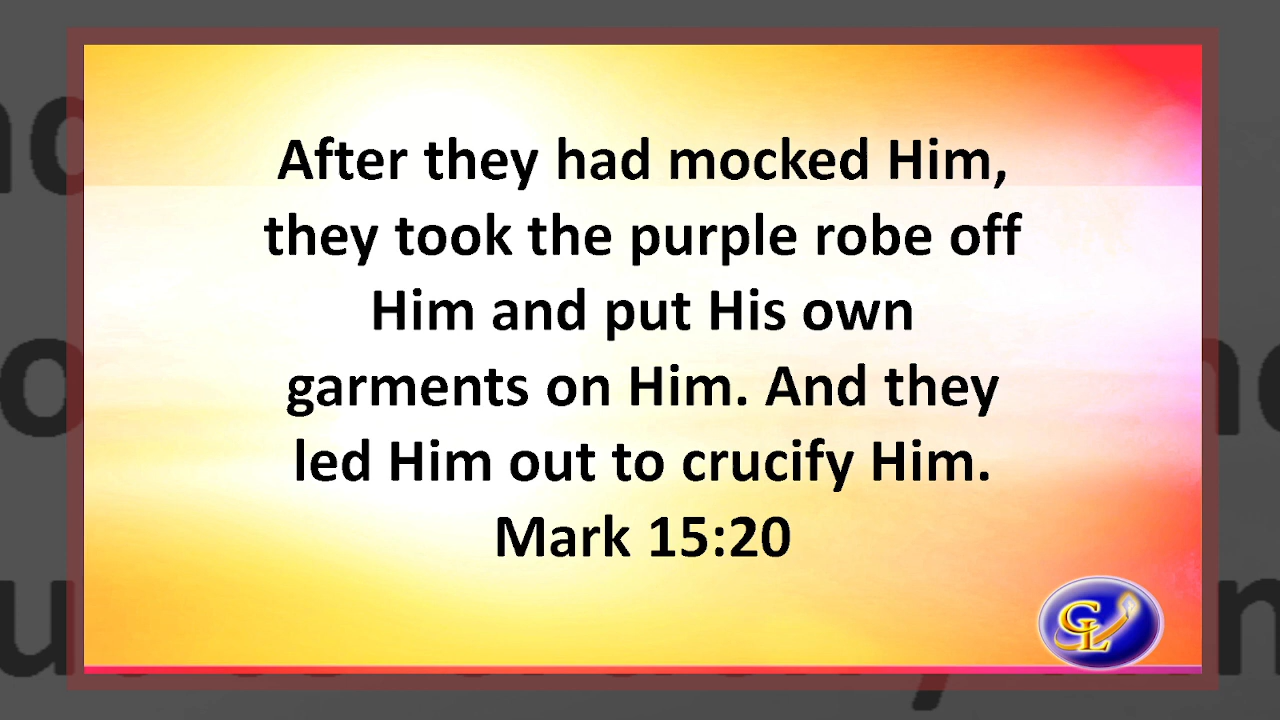 After they had mocked Him,
they took the purple robe off
Him and put His own
garments on Him. And they
led Him out to crucify Him.
Mark 15:20
GL